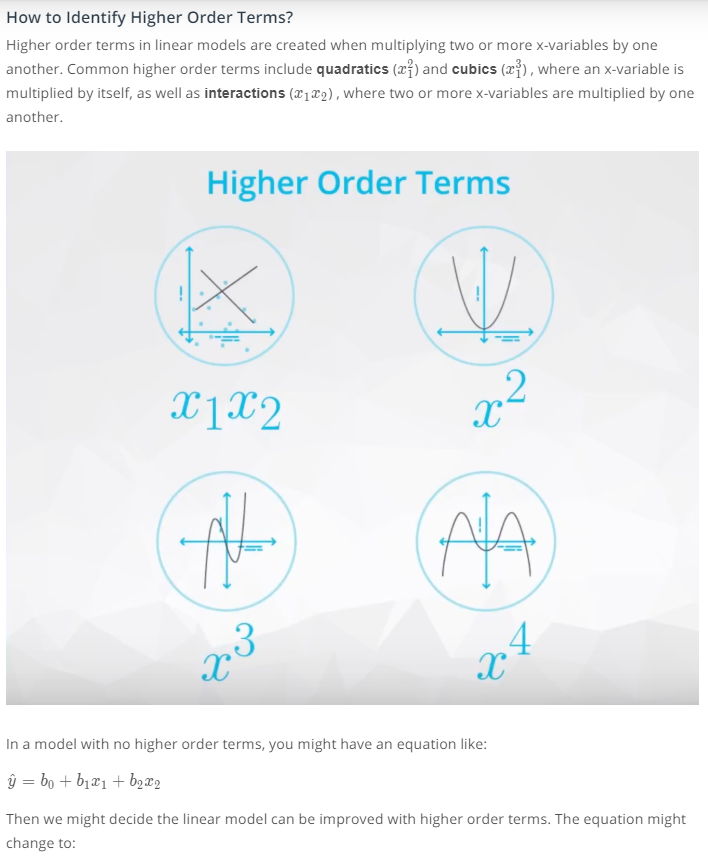 How to Identify Higher Order Terms?
Higher order terms in linear models are created when multiplying two or more x-variables by one
another. Common higher order terms include quadratics (x₁²) and cubics (x₁³), where an x-variable is
multiplied by itself, as well as interactions (x₁x₂), where two or more x-variables are multiplied by one
another.
Higher Order Terms
x₁x₂
x²
x³
x⁴
In a model with no higher order terms, you might have an equation like:
ŷ = b₀ + b₁x₁ + b₂x₂
Then we might decide the linear model can be improved with higher order terms. The equation might
change to: